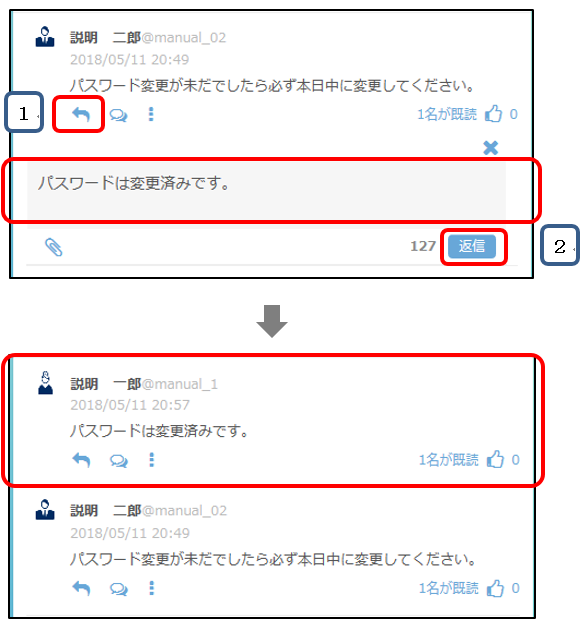 説明　二郎@manual_02
2018/05/11 20:49
パスワード変更が未だでしたら必ず本日中に変更してください。
１．
1名が既読 0
パスワードは変更済みです。
127 返信
２．
説明　一郎@manual_1
2018/05/11 20:57
パスワードは変更済みです。
1名が既読 0
説明　二郎@manual_02
2018/05/11 20:49
パスワード変更が未だでしたら必ず本日中に変更してください。
1名が既読 0